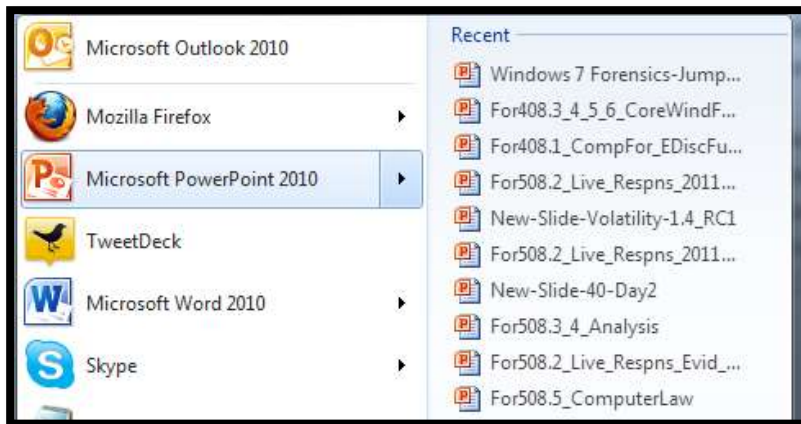 Microsoft Outlook 2010
Mozilla Firefox
Microsoft PowerPoint 2010
TweetDeck
Microsoft Word 2010
Skype
Recent
Windows 7 Forensics-Jump...
For408.3_4_5_6_CoreWindF...
For408.1_CompFor_EDiscFu...
For508.2_Live_Respns_2011...
New-Slide-Volatility-1.4_RC1
For508.2_Live_Respns_2011...
New-Slide-40-Day2
For508.3_4_Analysis
For508.2_Live_Respns_Evid_...
For508.5_ComputerLaw